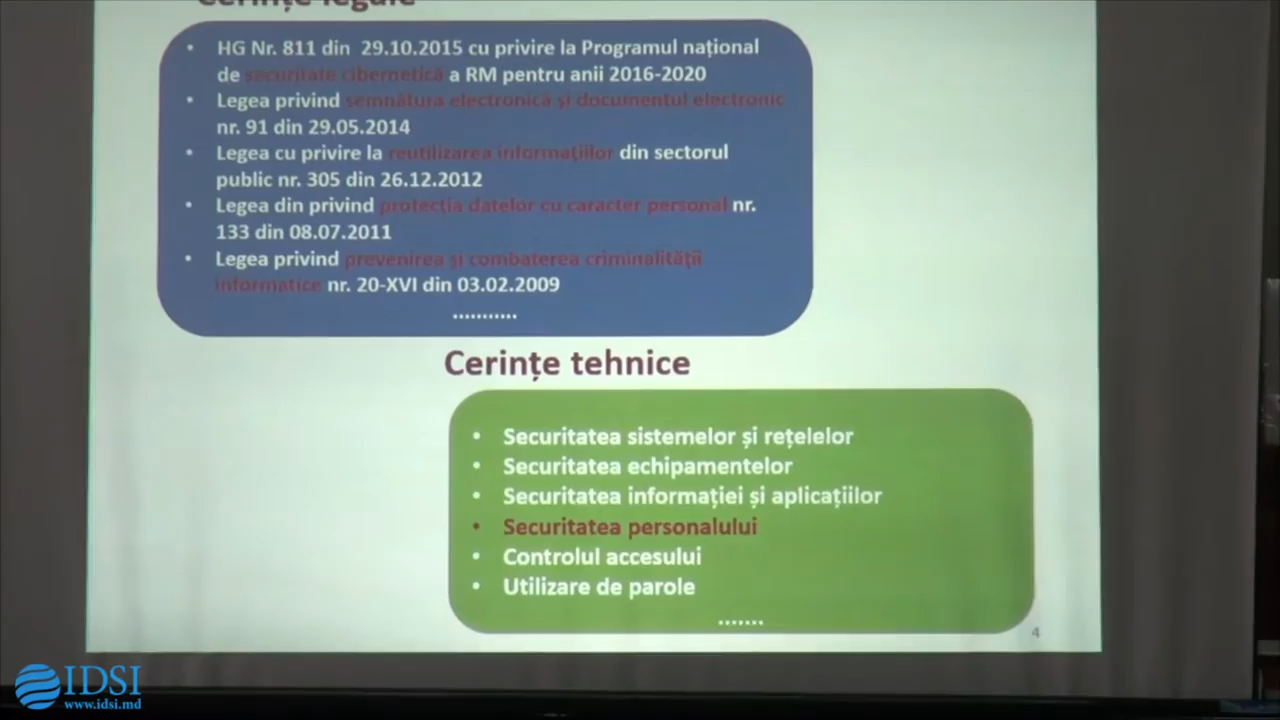 Cerințe legale
• HG Nr. 811 din 29.10.2015 cu privire la Programul național
de securitate cibernetică a RM pentru anii 2016-2020
• Legea privind semnătura electronică și documentul electronic
nr. 91 din 29.05.2014
• Legea cu privire la reutilizarea informațiilor din sectorul
public nr. 305 din 26.12.2012
• Legea din privind protecția datelor cu caracter personal nr.
133 din 08.07.2011
• Legea privind prevenirea și combaterea criminalității
informatice nr. 20-XVI din 03.02.2009
...........
Cerințe tehnice
• Securitatea sistemelor și rețelelor
• Securitatea echipamentelor
• Securitatea informației și aplicațiilor
• Securitatea personalului
• Controlul accesului
• Utilizare de parole
.......
4
IDSI
www.idsi.md